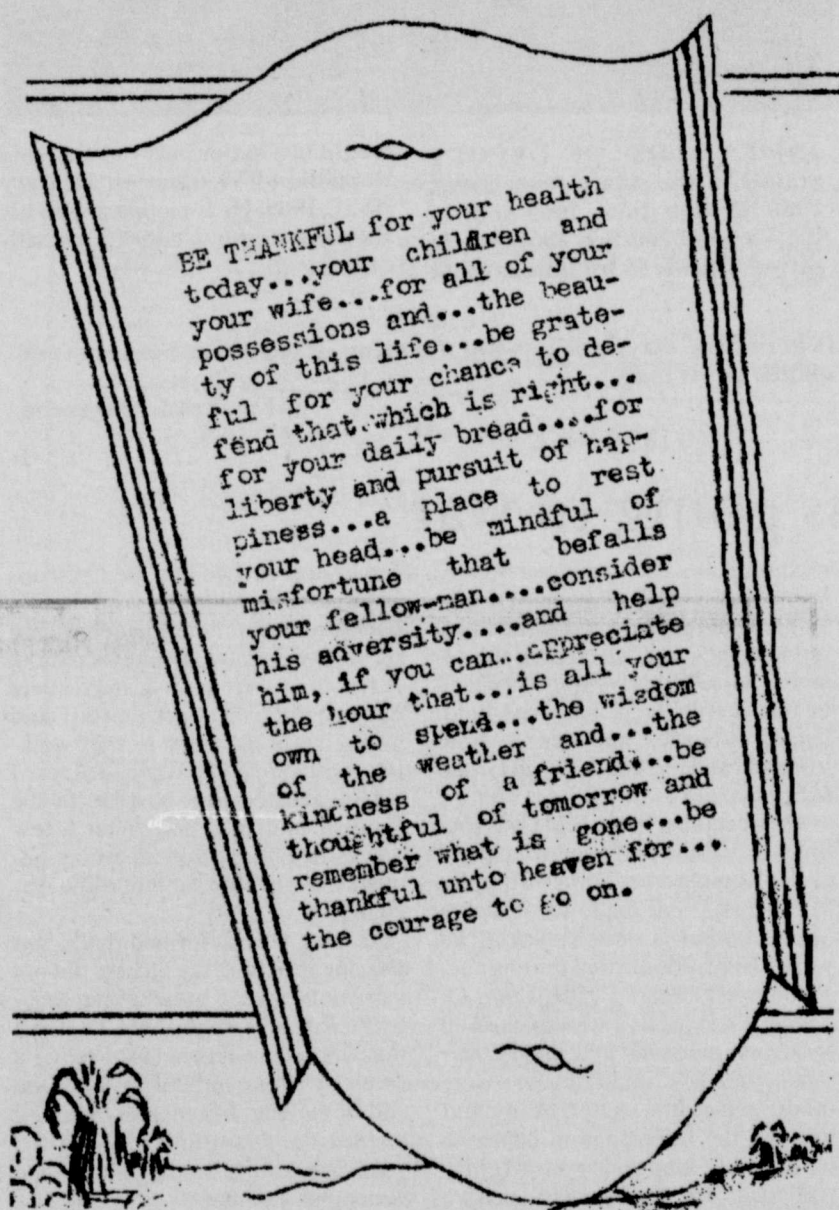 BE THANKFUL for your health
today...your children and
your wife...for all of your
possessions and...the beau-
ty of this life...be grate-
ful for your chance to de-
fend that.which is right...
for your daily bread....for
liberty and pursuit of hap-
piness...a place to rest
your head...be mindful of
misfortune that befalls
your fellow-man....consider
his adversity....and help
him, if you can...appreciate
the hour that...is all your
own to spend...the wisdom
of the weather and...the
kindness of a friend...be
thoughtful of tomorrow and
remember what is gone...be
thankful unto heaven for...
the courage to go on.